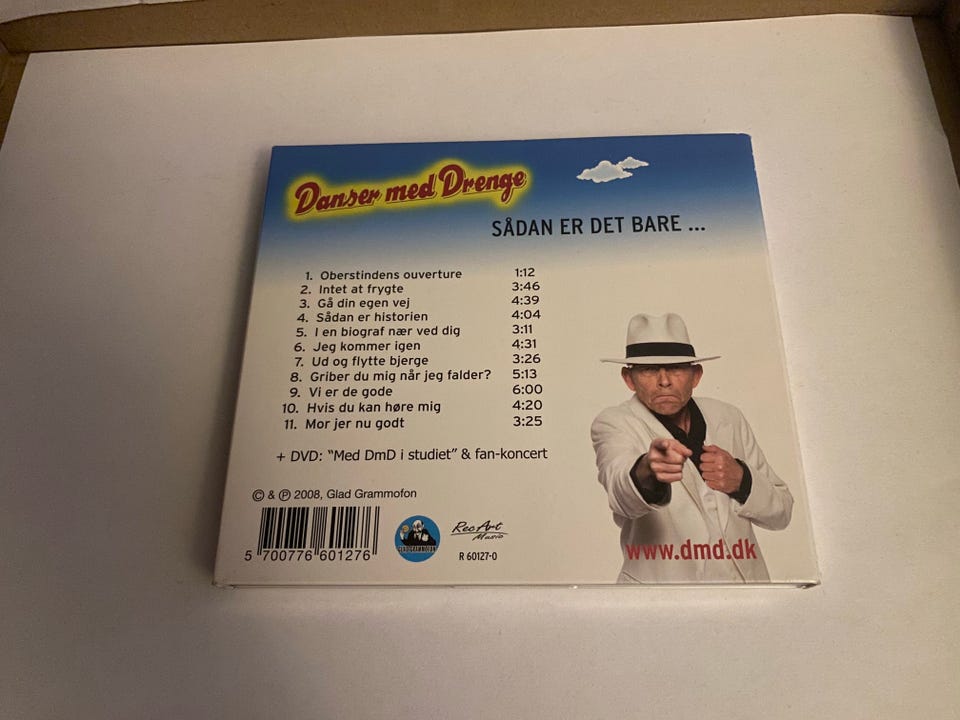 Danser med Drenge
SÅDAN ER DET BARE ...
1. Oberstindens ouverture 1:12
2. Intet at frygte 3:46
3. Gå din egen vej 4:39
4. Sådan er historien 4:04
5. I en biograf nær ved dig 3:11
6. Jeg kommer igen 4:31
7. Ud og flytte bjerge 3:26
8. Griber du mig når jeg falder? 5:13
9. Vi er de gode 6:00
10. Hvis du kan høre mig 4:20
11. Mor jer nu godt 3:25
+ DVD: "Med DmD i studiet" & fan-koncert
© & ℗ 2008, Glad Grammofon
5 700776 601276
GLAD GRAMMOFON
RecArt
Music
R 60127-0
www.dmd.dk